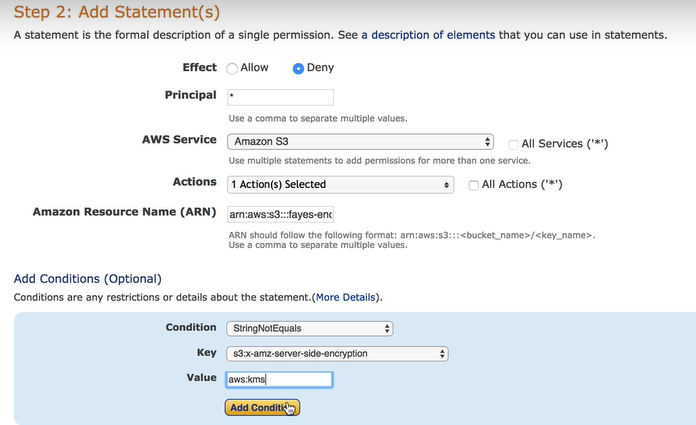 Step 2: Add Statement(s)
A statement is the formal description of a single permission. See a description of elements that you can use in statements.
Effect Allow Deny
Principal *
Use a comma to separate multiple values.
AWS Service Amazon S3 All Services ('*')
Use multiple statements to add permissions for more than one service.
Actions 1 Action(s) Selected All Actions ('*')
Amazon Resource Name (ARN) arn:aws:s3:::fayes-enc
ARN should follow the following format: arn:aws:s3:::<bucket_name>/<key_name>.
Use a comma to separate multiple values.
Add Conditions (Optional)
Conditions are any restrictions or details about the statement.(More Details).
Condition StringNotEquals
Key s3:x-amz-server-side-encryption
Value aws:kms
Add Condition